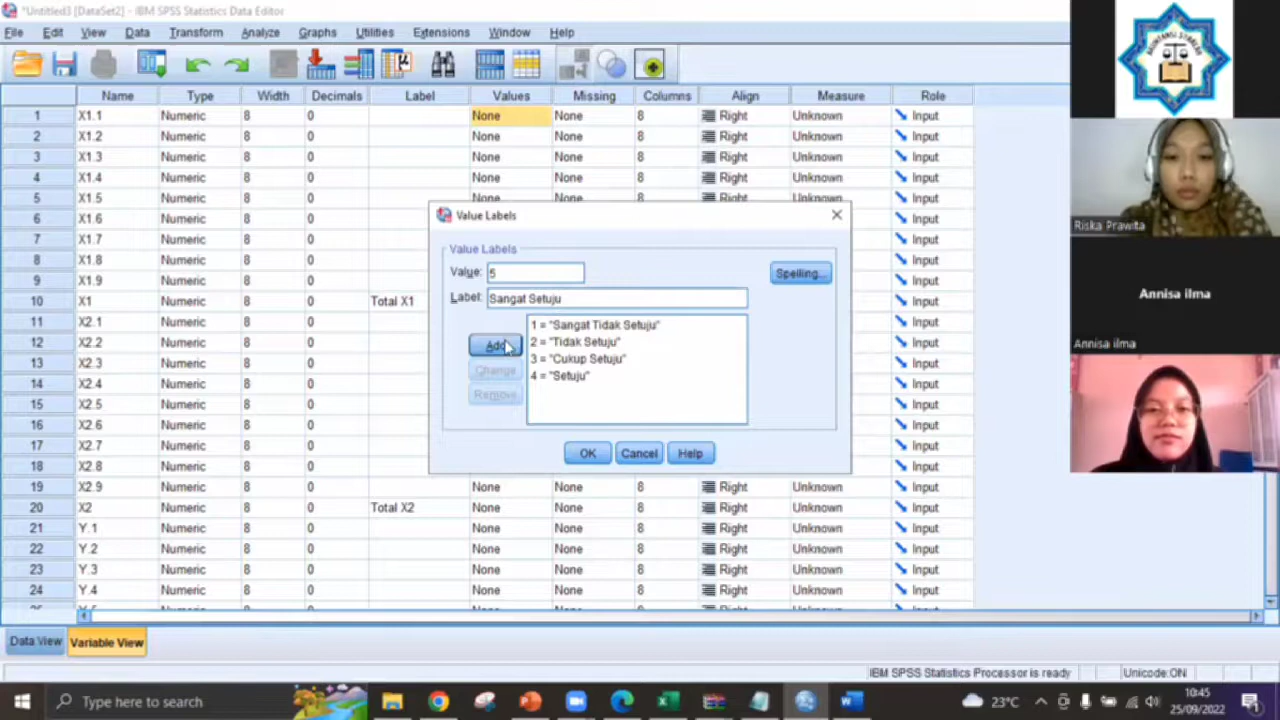 *Untitled3 [DataSet2] - IBM SPSS Statistics Data Editor
File Edit View Data Transform Analyze Graphs Utilities Extensions Window Help
Name Type Width Decimals Label Values Missing Columns Align Measure Role
1 X1.1 Numeric 8 0 None None 8 Right Unknown Input
2 X1.2 Numeric 8 0 None None 8 Right Unknown Input
3 X1.3 Numeric 8 0 None None 8 Right Unknown Input
4 X1.4 Numeric 8 0 None None 8 Right Unknown Input
5 X1.5 Numeric 8 0 None None 8 Right Unknown Input
6 X1.6 Numeric 8 0
7 X1.7 Numeric 8 0
8 X1.8 Numeric 8 0
9 X1.9 Numeric 8 0
10 X1 Numeric 8 0 Total X1
11 X2.1 Numeric 8 0
12 X2.2 Numeric 8 0
13 X2.3 Numeric 8 0
14 X2.4 Numeric 8 0
15 X2.5 Numeric 8 0
16 X2.6 Numeric 8 0
17 X2.7 Numeric 8 0
18 X2.8 Numeric 8 0
19 X2.9 Numeric 8 0 None None 8 Right Unknown Input
20 X2 Numeric 8 0 Total X2 None None 8 Right Unknown Input
21 Y.1 Numeric 8 0 None None 8 Right Unknown Input
22 Y.2 Numeric 8 0 None None 8 Right Unknown Input
23 Y.3 Numeric 8 0 None None 8 Right Unknown Input
24 Y.4 Numeric 8 0 None None 8 Right Unknown Input
Value Labels
Value Labels
Value: 5
Spelling...
Label: Sangat Setuju
Add
Change
Remove
1 = "Sangat Tidak Setuju"
2 = "Tidak Setuju"
3 = "Cukup Setuju"
4 = "Setuju"
OK Cancel Help
Data View Variable View
IBM SPSS Statistics Processor is ready Unicode:ON
Type here to search
23°C
10:45
25/09/2022
AKUNTANSI SYARIAH
Riska Prawita
Annisa ilma
Annisa ilma